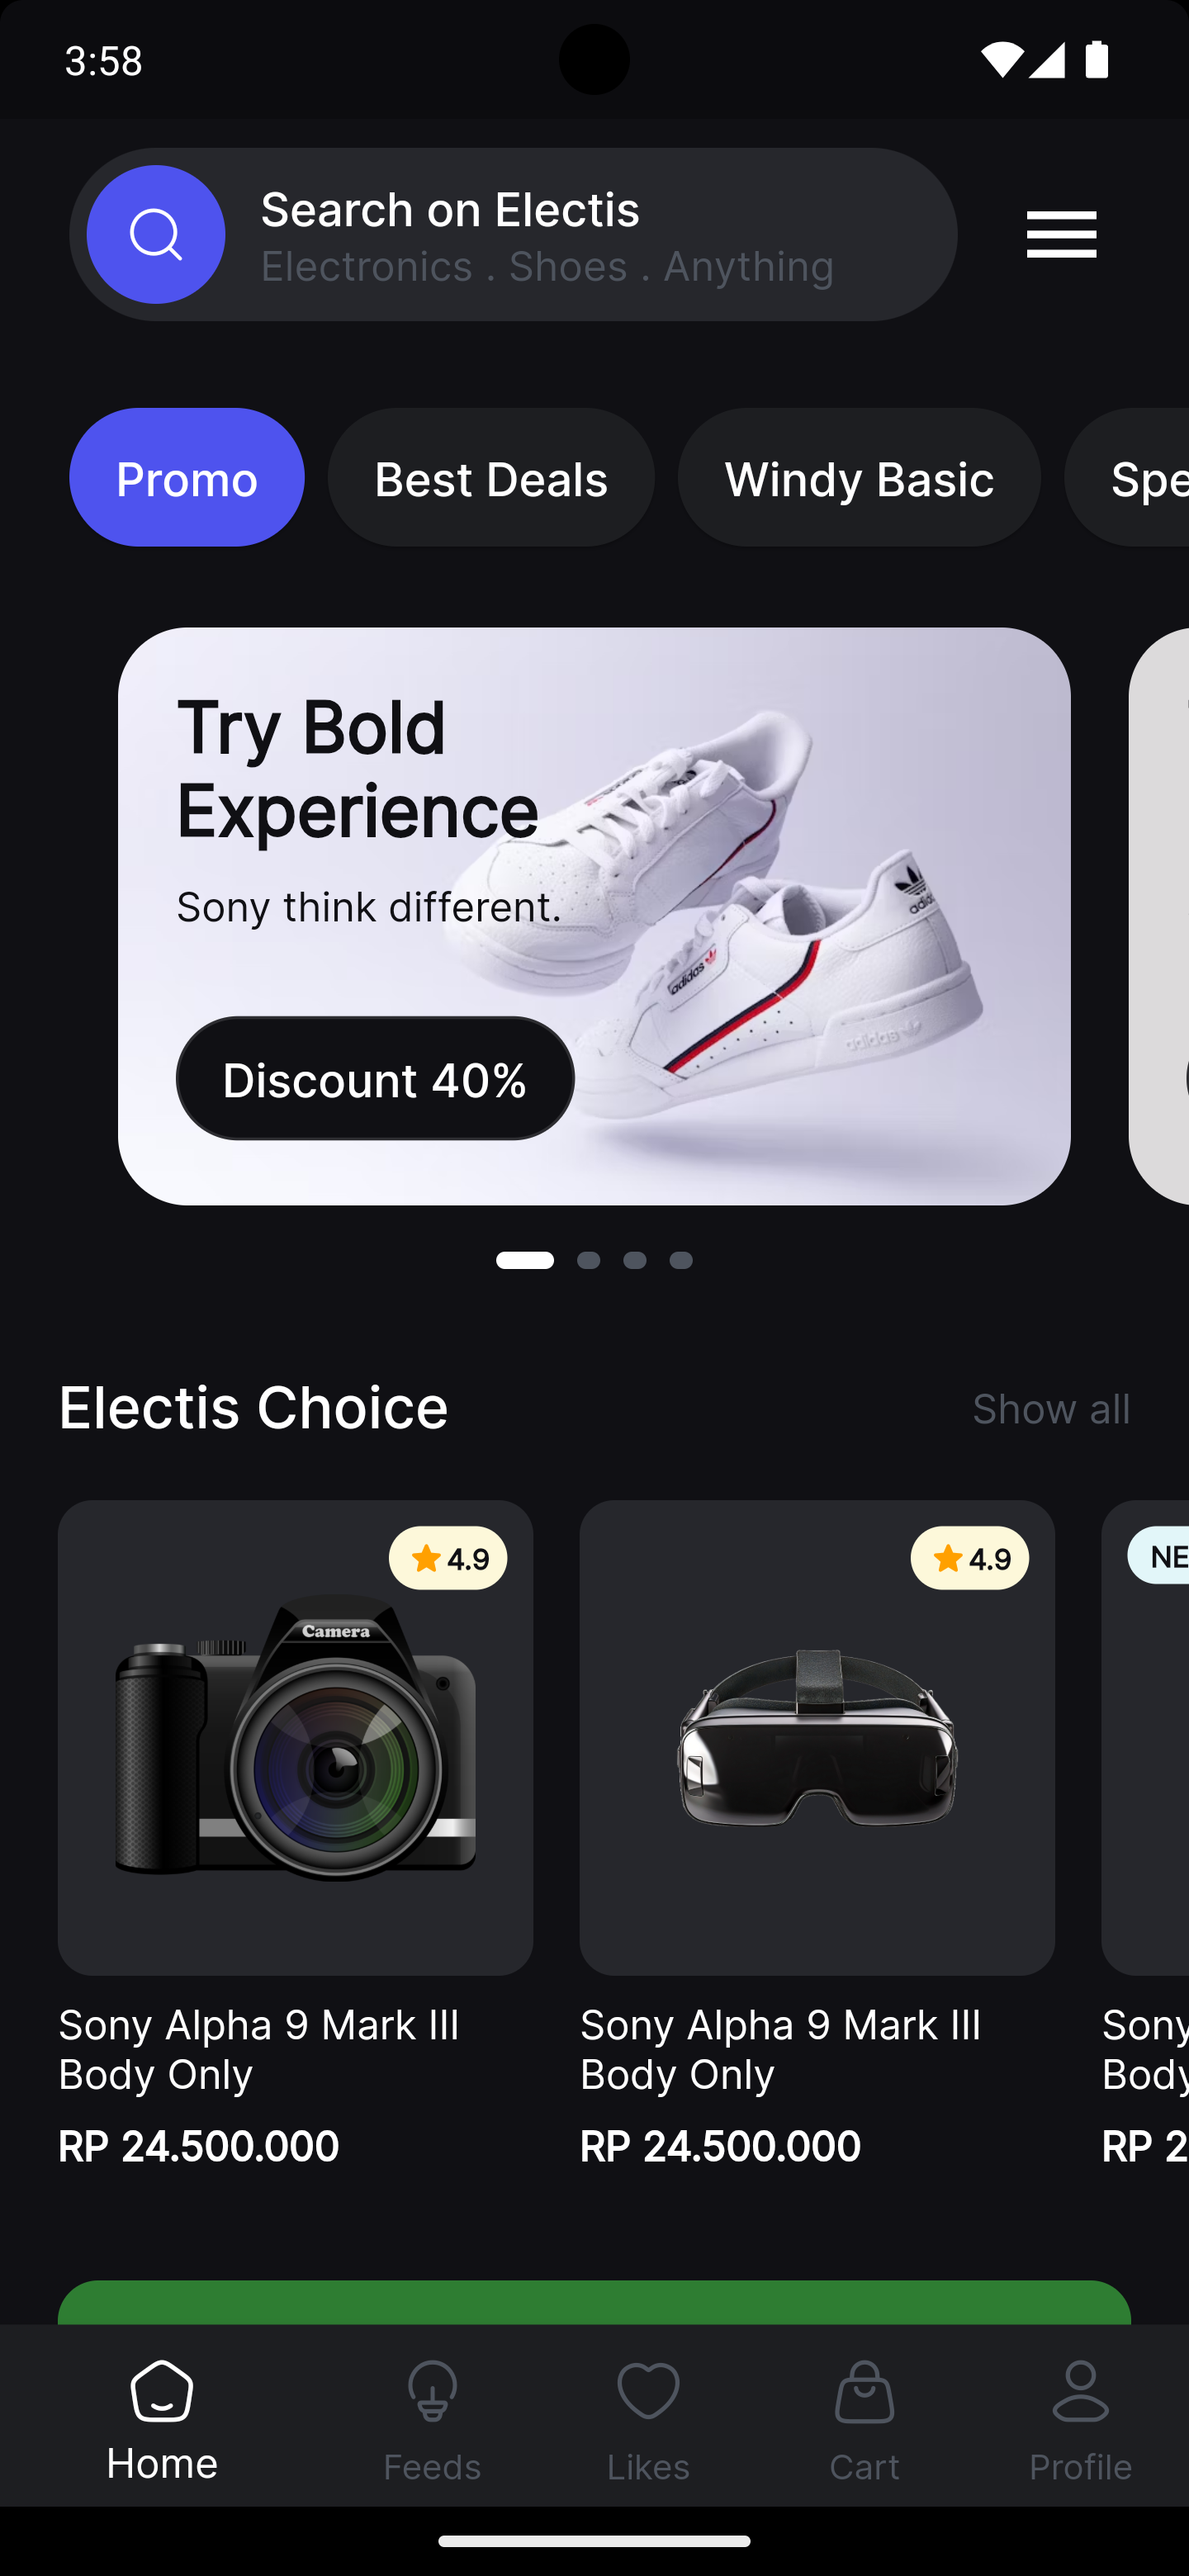 3:58
Search on Electis
Electronics . Shoes . Anything
Promo
Best Deals
Windy Basic
Spe
Try Bold
Experience
Sony think different.
adidas
adidas
adidas
Discount 40%
Electis Choice
Show all
4.9
4.9
NE
Camera
Sony Alpha 9 Mark III
Body Only
RP 24.500.000
Sony Alpha 9 Mark III
Body Only
RP 24.500.000
Sony
Body
RP 2
Home
Feeds
Likes
Cart
Profile